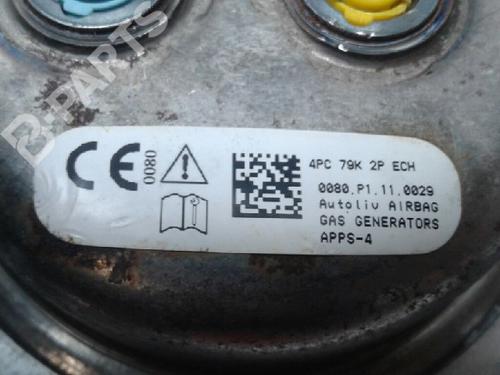 B-PARTS
CE
0080
4PC 79K 2P ECH
0080.P1.11.0029
Autoliv AIRBAG
GAS GENERATORS
APPS-4